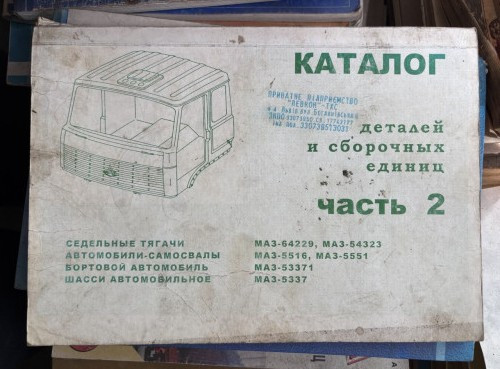 КАТАЛОГ
ПРИВАТНЕ ПІДПРИЄМСТВО
деталей
и сборочных
единиц
часть 2
СЕДЕЛЬНЫЕ ТЯГАЧИ МАЗ-64229, МАЗ-54323
АВТОМОБИЛИ-САМОСВАЛЫ МАЗ-5516, МАЗ-5551
БОРТОВОЙ АВТОМОБИЛЬ МАЗ-53371
ШАССИ АВТОМОБИЛЬНОЕ МАЗ-5337